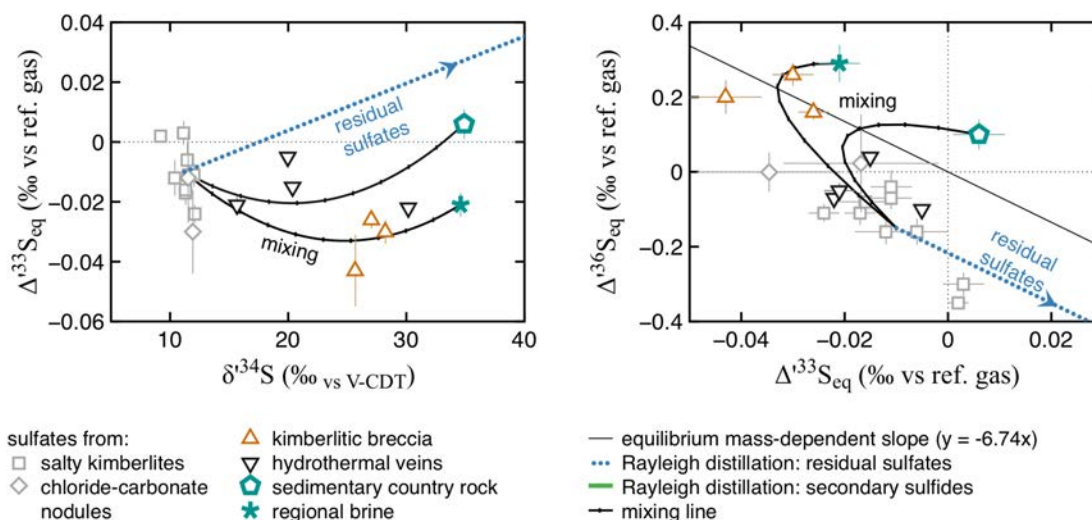 0.04
0.02
0
-0.02
-0.04
-0.06
10
20
30
40
Δ'³³S_eq (‰ vs ref. gas)
δ'³⁴S (‰ vs V-CDT)
residual
sulfates
mixing
0.4
0.2
0
-0.2
-0.4
-0.04
-0.02
0
0.02
Δ'³⁶S_eq (‰ vs ref. gas)
Δ'³³S_eq (‰ vs ref. gas)
mixing
residual
sulfates
sulfates from:
salty kimberlites
chloride-carbonate
nodules
kimberlitic breccia
hydrothermal veins
sedimentary country rock
regional brine
equilibrium mass-dependent slope (y = -6.74x)
Rayleigh distillation: residual sulfates
Rayleigh distillation: secondary sulfides
mixing line